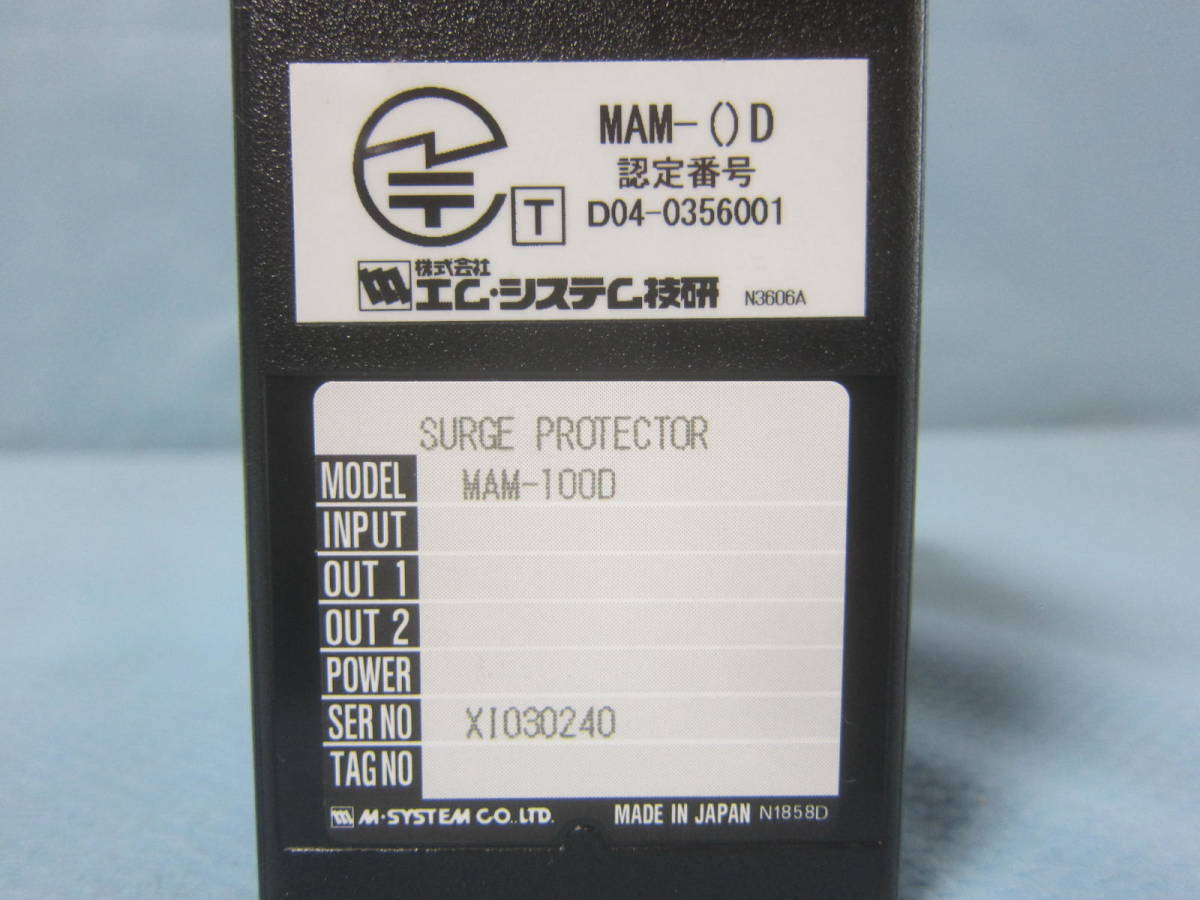 MAM-()D
認定番号
T D04-0356001
株式会社
エム・システム技研 N3606A
SURGE PROTECTOR
MODEL MAM-100D
INPUT
OUT 1
OUT 2
POWER
SER NO XI030240
TAG NO
M·SYSTEM CO.,LTD. MADE IN JAPAN N1858D